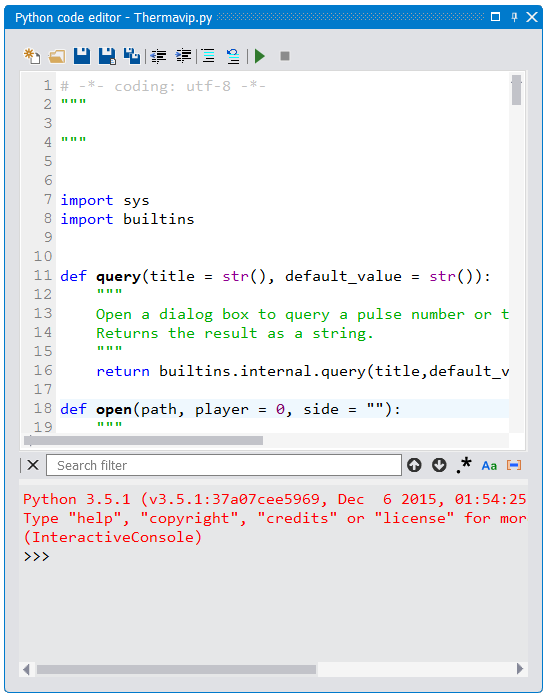 Python code editor - Thermavip.py
1 # -*- coding: utf-8 -*-
2 """
3
4 """
5
6
7 import sys
8 import builtins
9
10
11 def query(title = str(), default_value = str()):
12     """
13     Open a dialog box to query a pulse number or t
14     Returns the result as a string.
15     """
16     return builtins.internal.query(title,default_v
17
18 def open(path, player = 0, side = ""):
19     """
Search filter
.* Aa
Python 3.5.1 (v3.5.1:37a07cee5969, Dec  6 2015, 01:54:25
Type "help", "copyright", "credits" or "license" for mor
(InteractiveConsole)
>>>